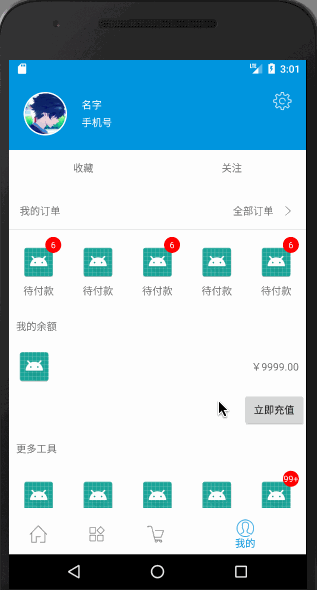 3:01
名字
手机号
收藏 关注
我的订单 全部订单
6 6 6
待付款 待付款 待付款 待付款 待付款
我的余额
￥9999.00
立即充值
更多工具
99+
我的